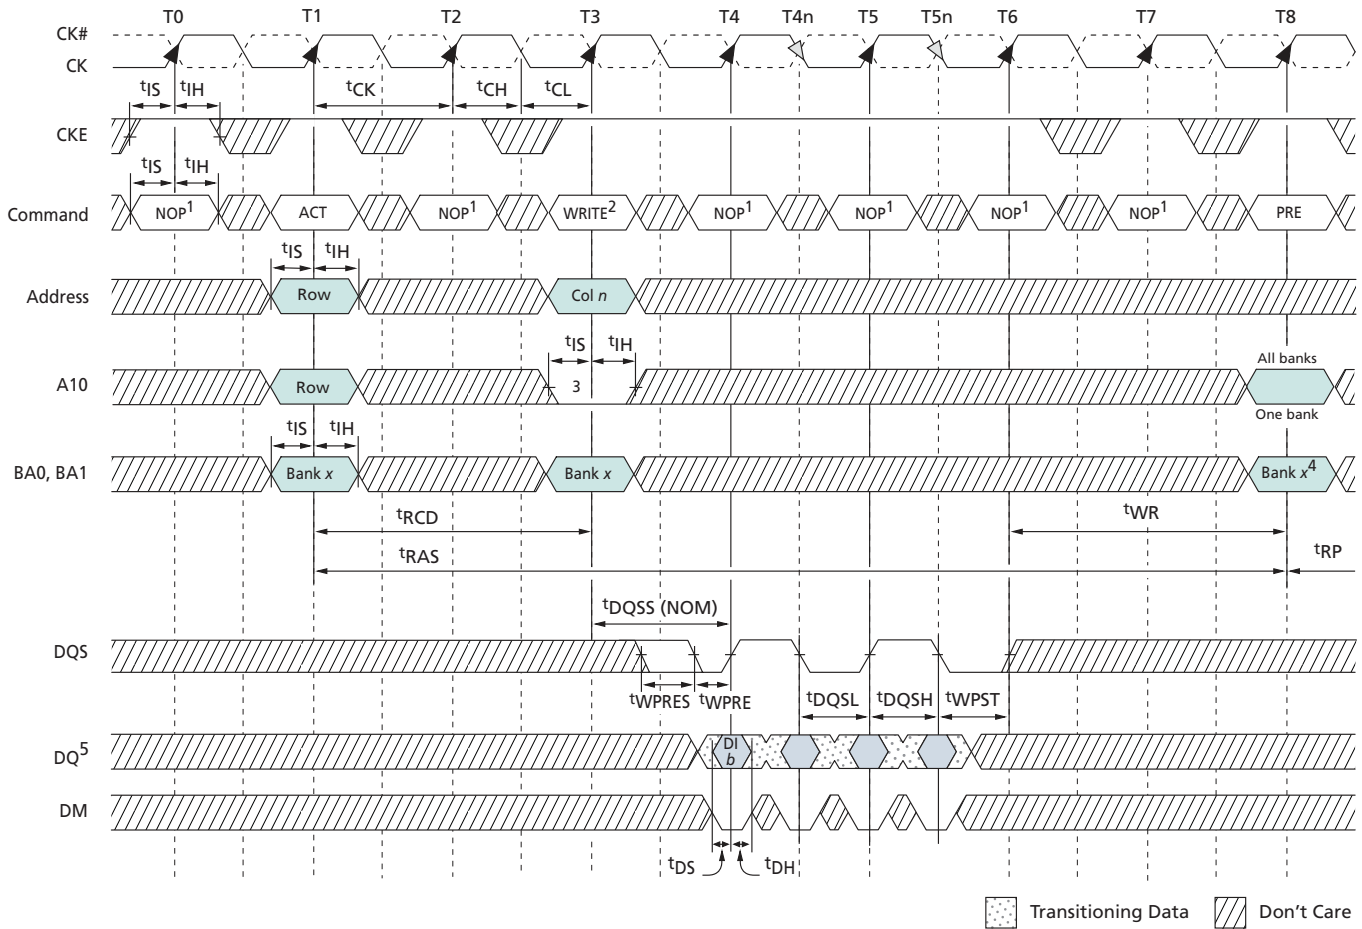 T0 T1 T2 T3 T4 T4n T5 T5n T6 T7 T8
CK#
CK
tIS tIH tCK tCH tCL
CKE
tIS tIH
Command NOP1 ACT NOP1 WRITE2 NOP1 NOP1 NOP1 NOP1 PRE
tIS tIH
Address Row Col n
tIS tIH
All banks
A10 Row 3
One bank
tIS tIH
BA0, BA1 Bank x Bank x Bank x4
tRCD tWR
tRAS tRP
tDQSS (NOM)
DQS
tWPRES tWPRE tDQSL tDQSH tWPST
DQ5 DI
b
DM
tDS tDH
Transitioning Data Don't Care